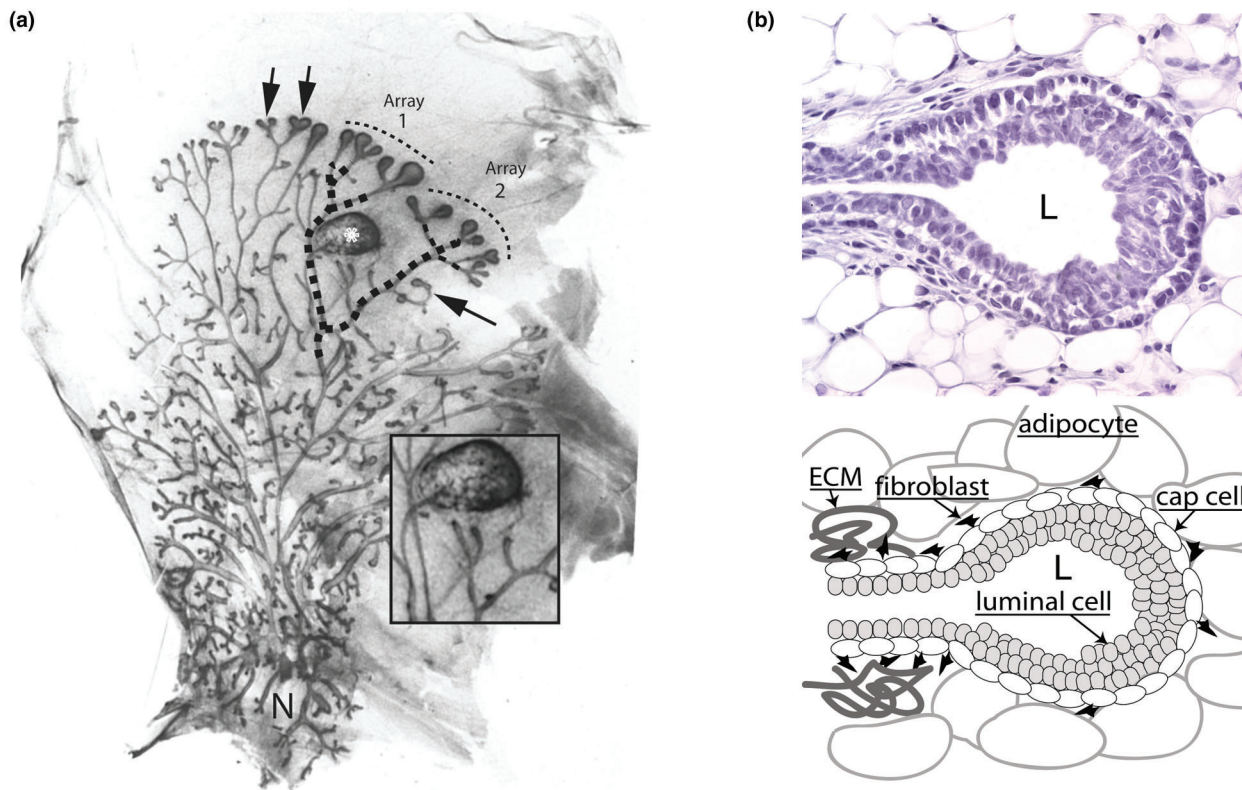 (a)
Array
1
Array
2
*
N
(b)
L
adipocyte
ECM
fibroblast
cap cell
L
luminal cell